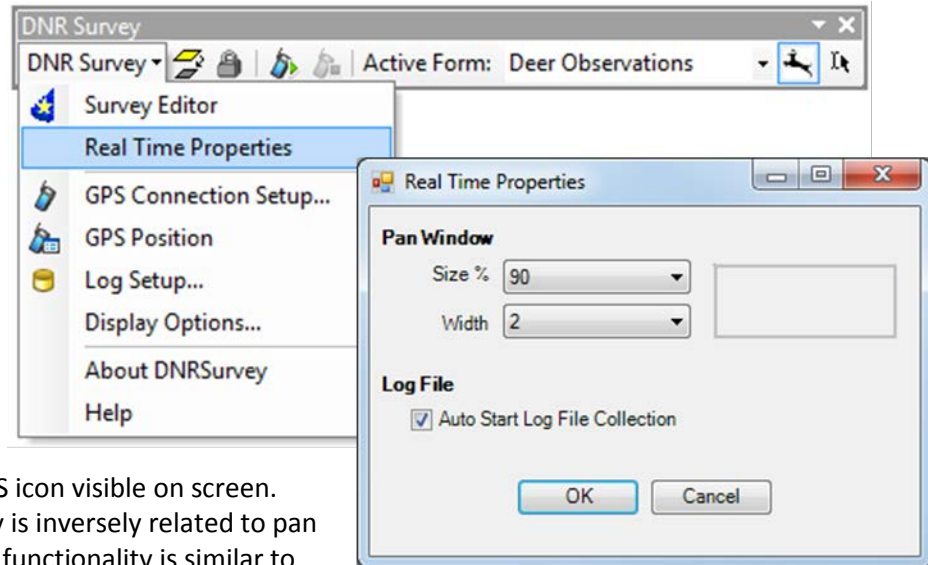 DNR Survey
DNR Survey Active Form: Deer Observations
Survey Editor
Real Time Properties
GPS Connection Setup...
GPS Position
Log Setup...
Display Options...
About DNRSurvey
Help
Real Time Properties
Pan Window
Size % 90
Width 2
Log File
Auto Start Log File Collection
OK Cancel
icon visible on screen.
is inversely related to pan
functionality is similar to